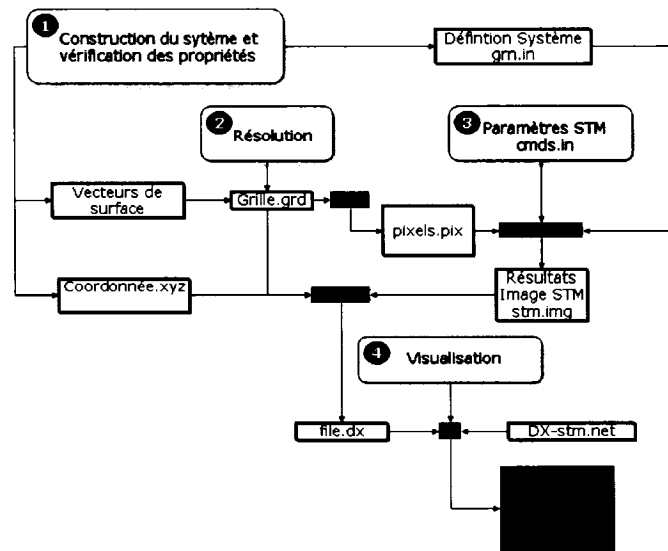 1
Construction du sytème et
vérification des propriétés
Défintion Système
grn.in
2
Résolution
3
Paramètres STM
cmds.in
Vecteurs de
surface
Grille.grd
pixels.pix
Coordonnée.xyz
Résultats
Image STM
stm.img
4
Visualisation
file.dx
DX-stm.net